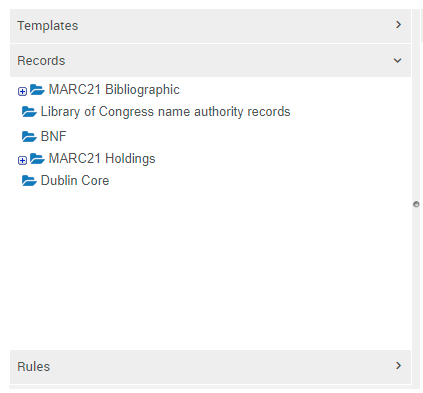 Templates
Records
MARC21 Bibliographic
Library of Congress name authority records
BNF
MARC21 Holdings
Dublin Core
Rules